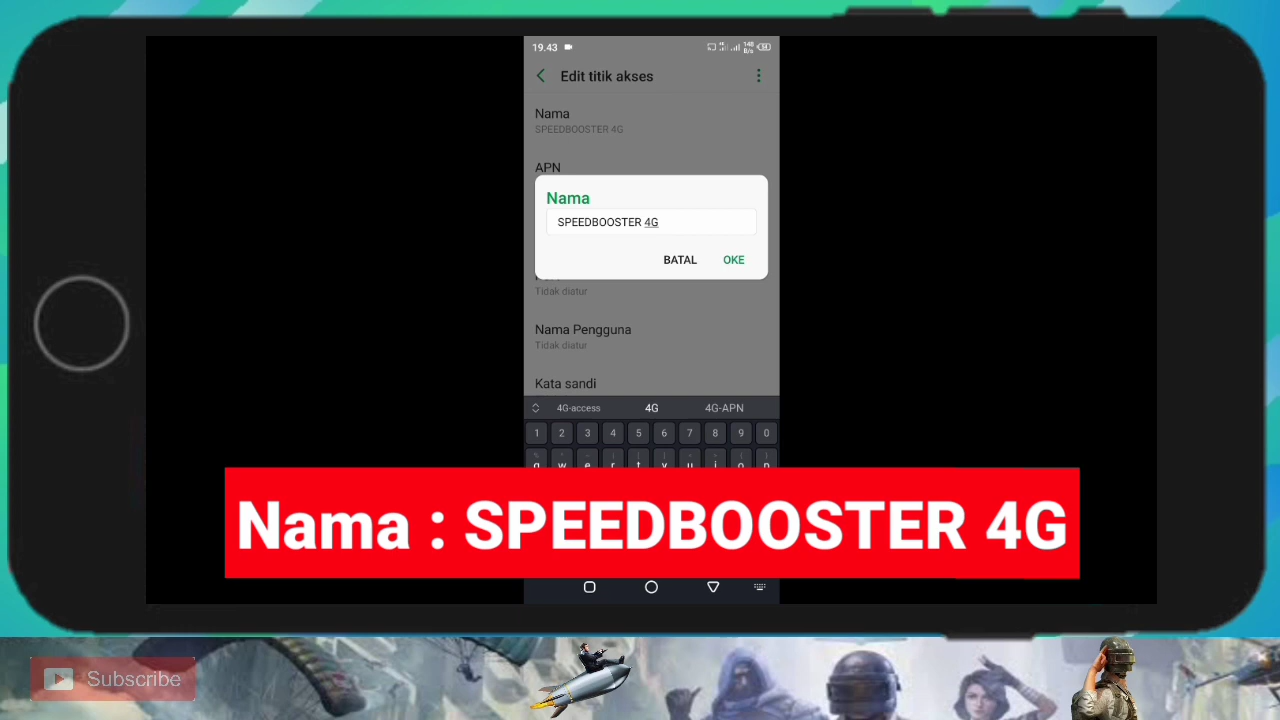 19.43
148
B/s
Edit titik akses
Nama
SPEEDBOOSTER 4G
APN
Nama
SPEEDBOOSTER 4G
BATAL OKE
Tidak diatur
Nama Pengguna
Tidak diatur
Kata sandi
4G-access 4G 4G-APN
1 2 3 4 5 6 7 8 9 0
q w e r t y u i o p
Nama : SPEEDBOOSTER 4G
Subscribe